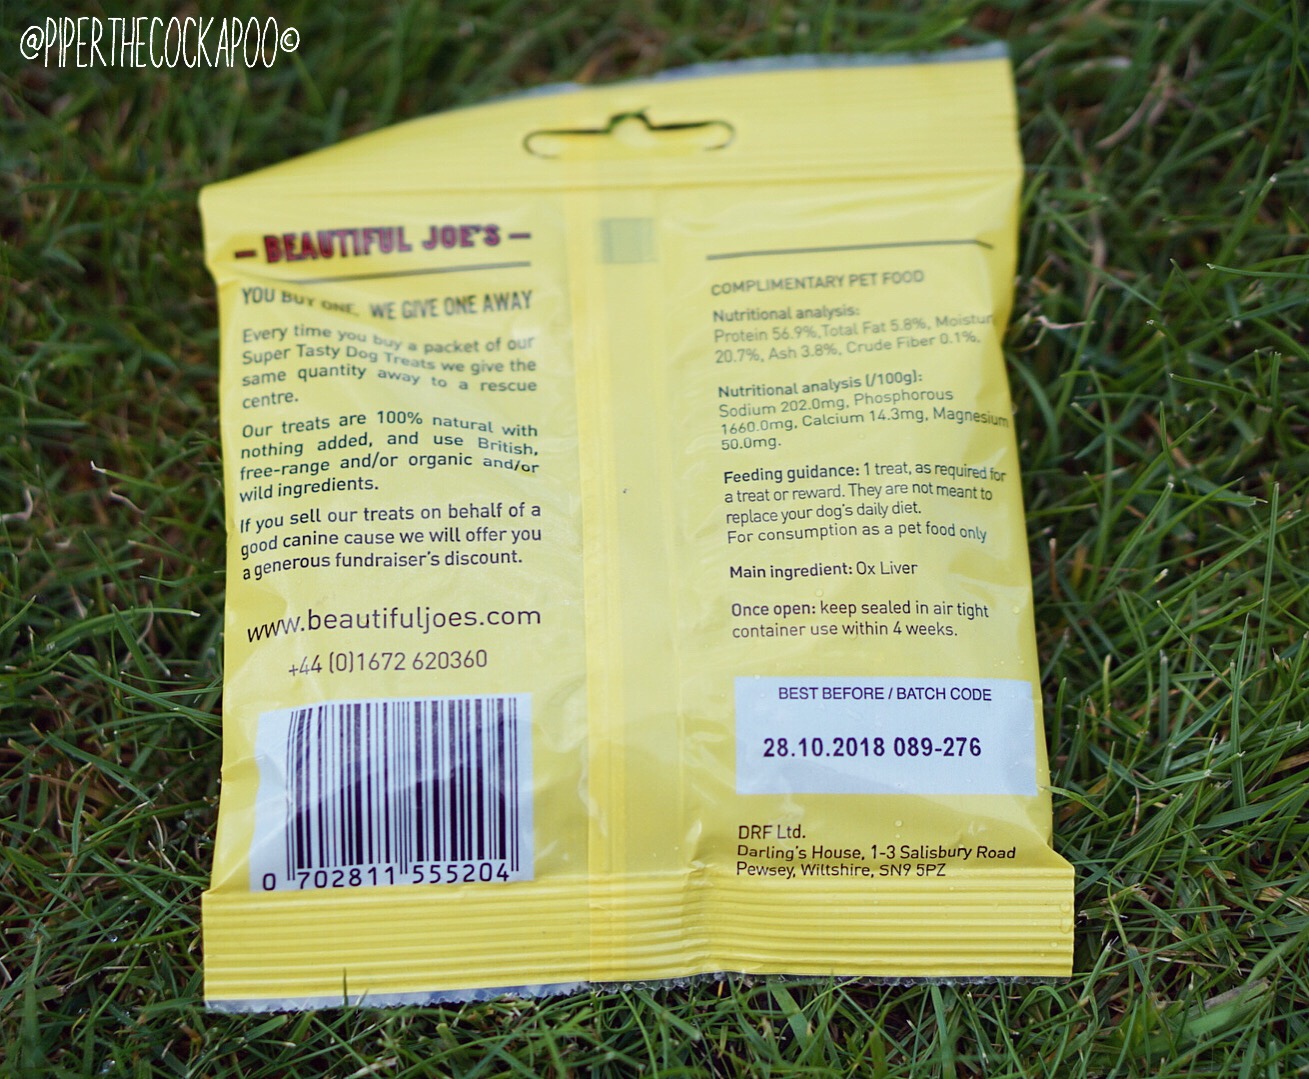 @PIPERTHECOCKAPOO©
— BEAUTIFUL JOE'S —
YOU BUY ONE, WE GIVE ONE AWAY
Every time you buy a packet of our
Super Tasty Dog Treats we give the
same quantity away to a rescue
centre.
Our treats are 100% natural with
nothing added, and use British,
free-range and/or organic and/or
wild ingredients.
If you sell our treats on behalf of a
good canine cause we will offer you
a generous fundraiser's discount.
www.beautifuljoes.com
+44 (0)1672 620360
0 702811 555204
COMPLIMENTARY PET FOOD
Nutritional analysis:
Protein 56.9%,Total Fat 5.8%, Moistur
20.7%, Ash 3.8%, Crude Fiber 0.1%.
Nutritional analysis (/100g):
Sodium 202.0mg, Phosphorous
1660.0mg, Calcium 14.3mg, Magnesium
50.0mg.
Feeding guidance: 1 treat, as required for
a treat or reward. They are not meant to
replace your dog's daily diet.
For consumption as a pet food only
Main ingredient: Ox Liver
Once open: keep sealed in air tight
container use within 4 weeks.
BEST BEFORE / BATCH CODE
28.10.2018 089-276
DRF Ltd.
Darling's House, 1-3 Salisbury Road
Pewsey, Wiltshire, SN9 5PZ